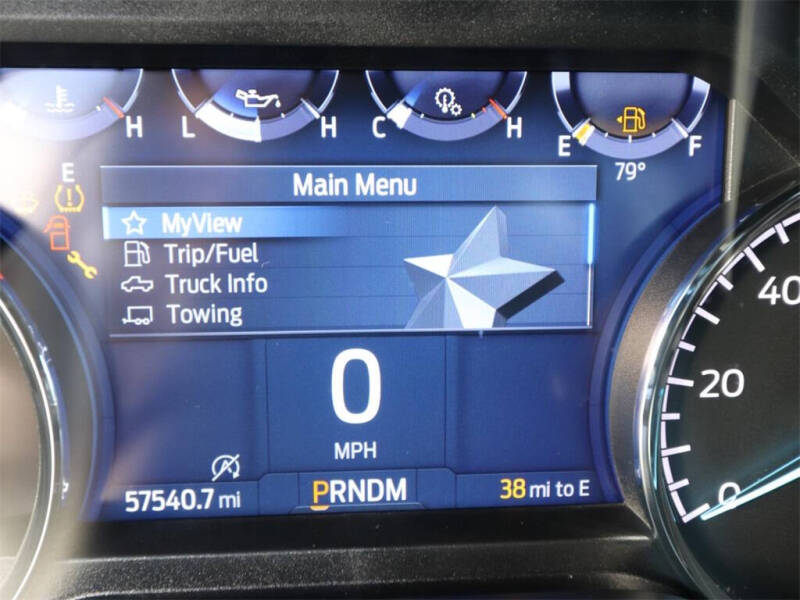 H L H C H E F
79°
E
Main Menu
MyView
Trip/Fuel
Truck Info
Towing
40
20
0
0
MPH
57540.7 mi
PRNDM
38 mi to E